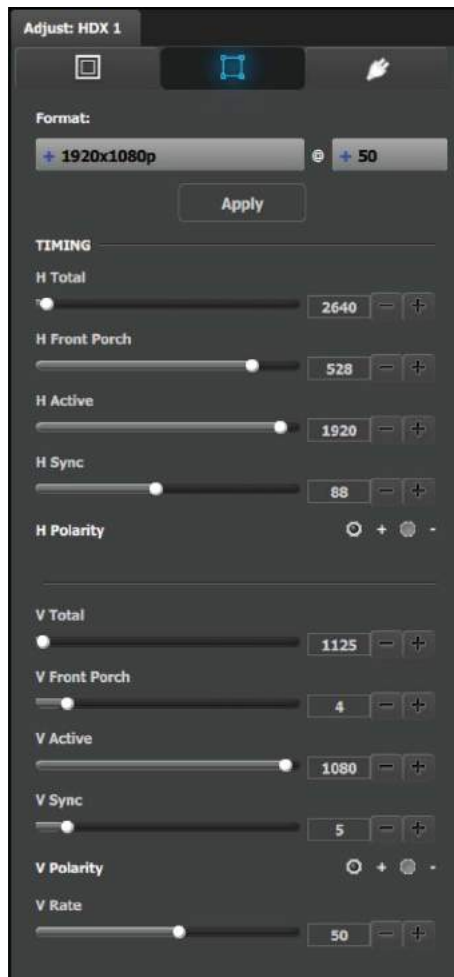 Adjust: HDX 1
Format:
+ 1920x1080p @ + 50
Apply
TIMING
H Total
2640 - +
H Front Porch
528 - +
H Active
1920 - +
H Sync
88 - +
H Polarity + -
V Total
1125 - +
V Front Porch
4 - +
V Active
1080 - +
V Sync
5 - +
V Polarity + -
V Rate
50 - +